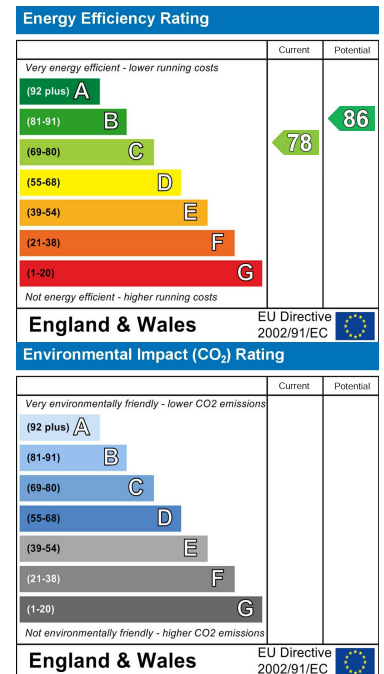 Energy Efficiency Rating
Current Potential
Very energy efficient - lower running costs
(92 plus) A
(81-91) B
(69-80) C
(55-68) D
(39-54) E
(21-38) F
(1-20) G
78
86
Not energy efficient - higher running costs
England & Wales
EU Directive
2002/91/EC
Environmental Impact (CO₂) Rating
Current Potential
Very environmentally friendly - lower CO2 emissions
(92 plus) A
(81-91) B
(69-80) C
(55-68) D
(39-54) E
(21-38) F
(1-20) G
Not environmentally friendly - higher CO2 emissions
England & Wales
EU Directive
2002/91/EC